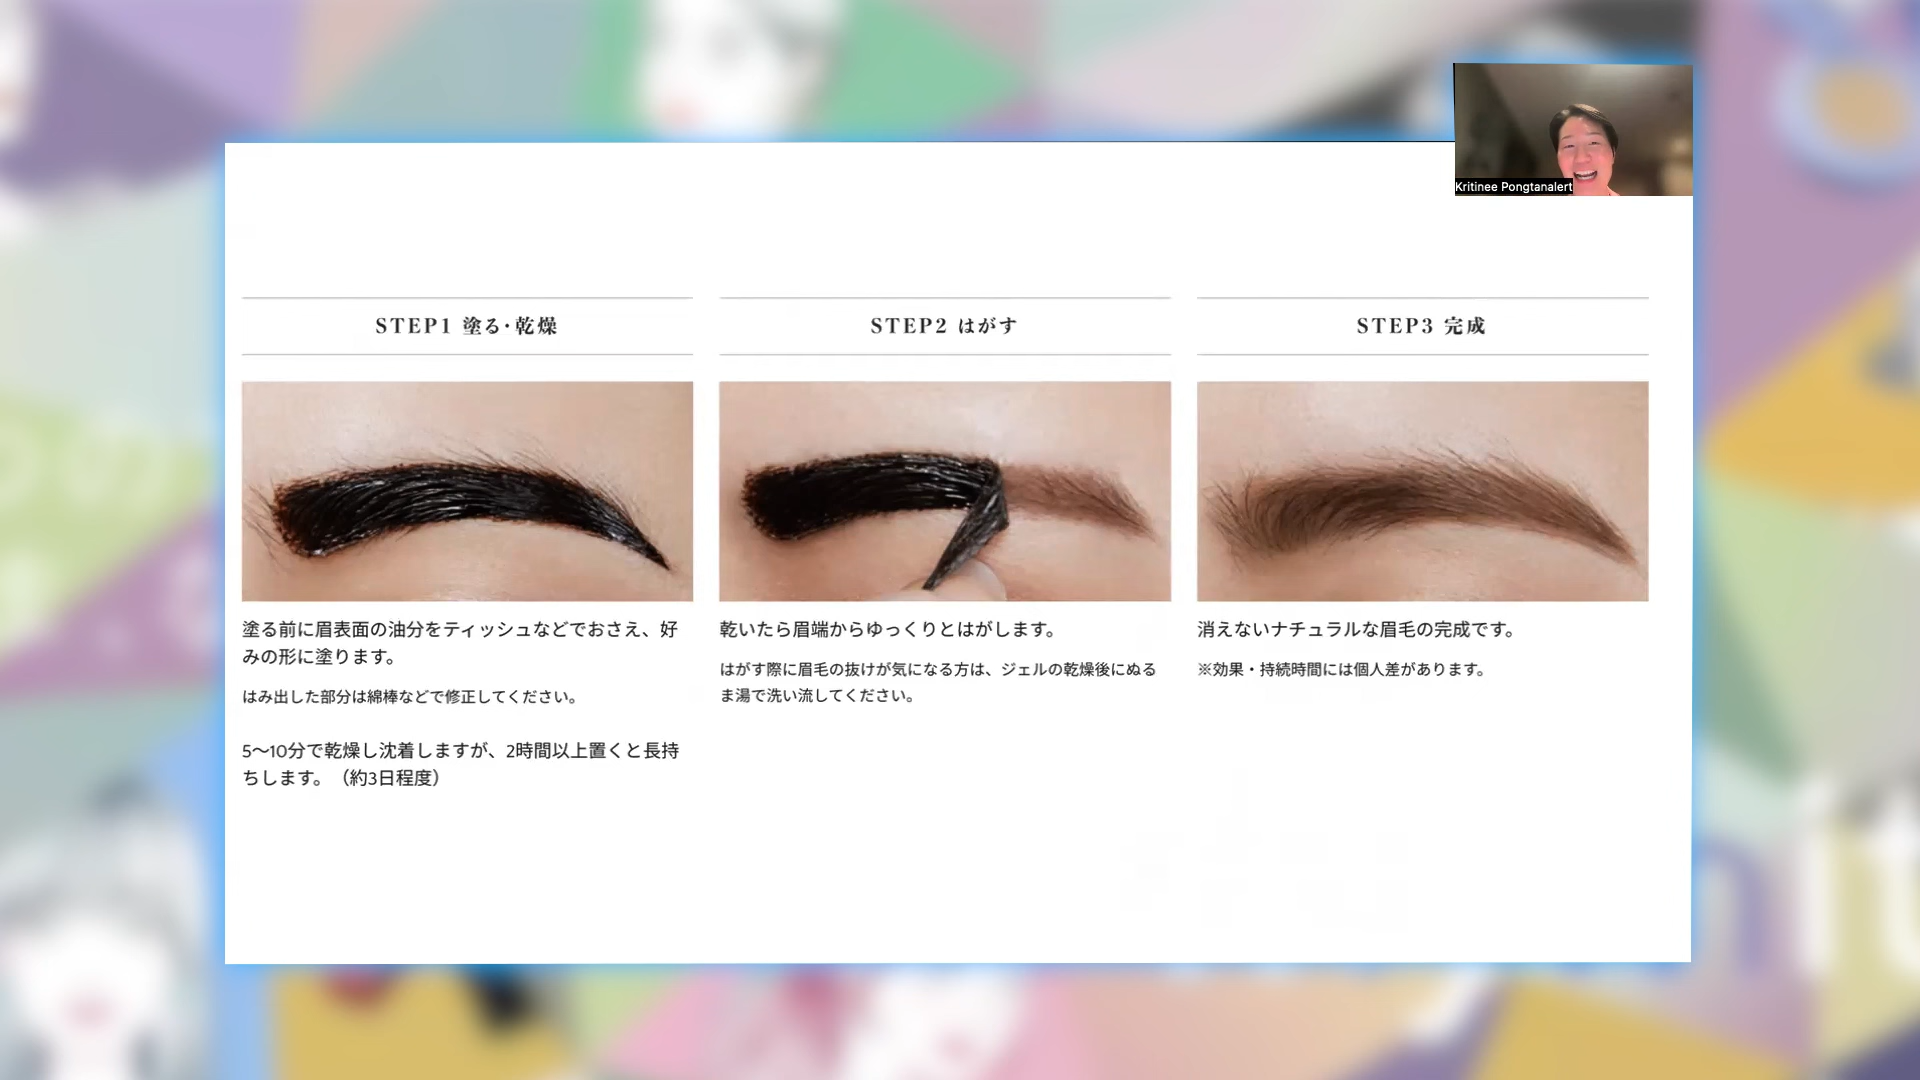 Kritinee Pongtanalert
STEP1 塗る・乾燥
STEP2 はがす
STEP3 完成
塗る前に眉表面の油分をティッシュなどでおさえ、好
みの形に塗ります。
はみ出した部分は綿棒などで修正してください。
5〜10分で乾燥し沈着しますが、2時間以上置くと長持
ちします。（約3日程度）
乾いたら眉端からゆっくりとはがします。
はがす際に眉毛の抜けが気になる方は、ジェルの乾燥後にぬる
ま湯で洗い流してください。
消えないナチュラルな眉毛の完成です。
※効果・持続時間には個人差があります。